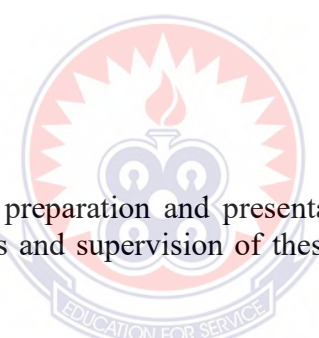 preparation and presenta
s and supervision of thes
EDUCATION FOR SERVICE